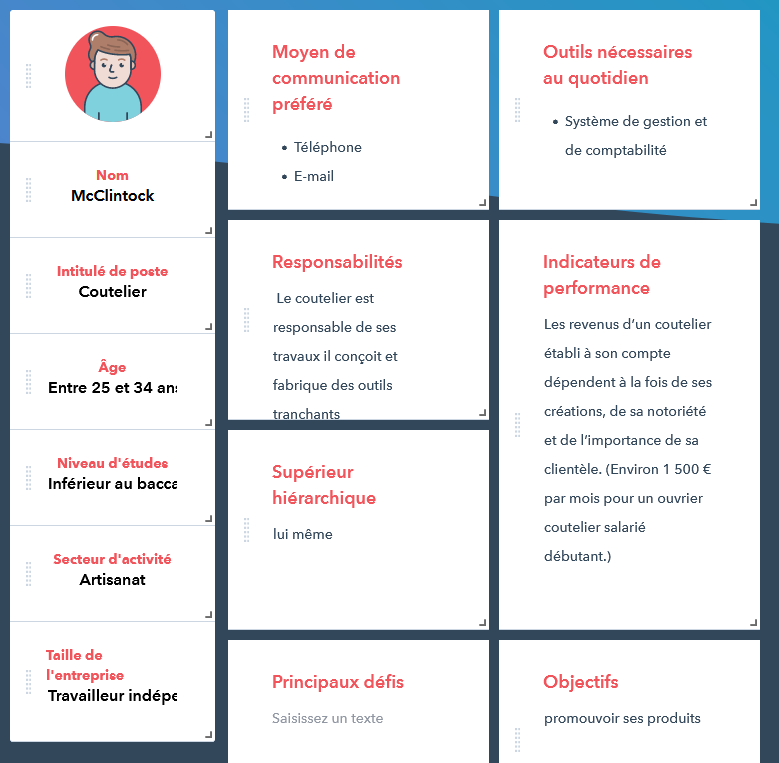 Nom
McClintock
Intitulé de poste
Coutelier
Âge
Entre 25 et 34 ans
Niveau d'études
Inférieur au bacca
Secteur d'activité
Artisanat
Taille de
l'entreprise
Travailleur indépe
Moyen de
communication
préféré
• Téléphone
• E-mail
Responsabilités
Le coutelier est
responsable de ses
travaux il conçoit et
fabrique des outils
tranchants
Supérieur
hiérarchique
lui même
Principaux défis
Saisissez un texte
Outils nécessaires
au quotidien
• Système de gestion et
de comptabilité
Indicateurs de
performance
Les revenus d’un coutelier
établi à son compte
dépendent à la fois de ses
créations, de sa notoriété
et de l’importance de sa
clientèle. (Environ 1 500 €
par mois pour un ouvrier
coutelier salarié
débutant.)
Objectifs
promouvoir ses produits